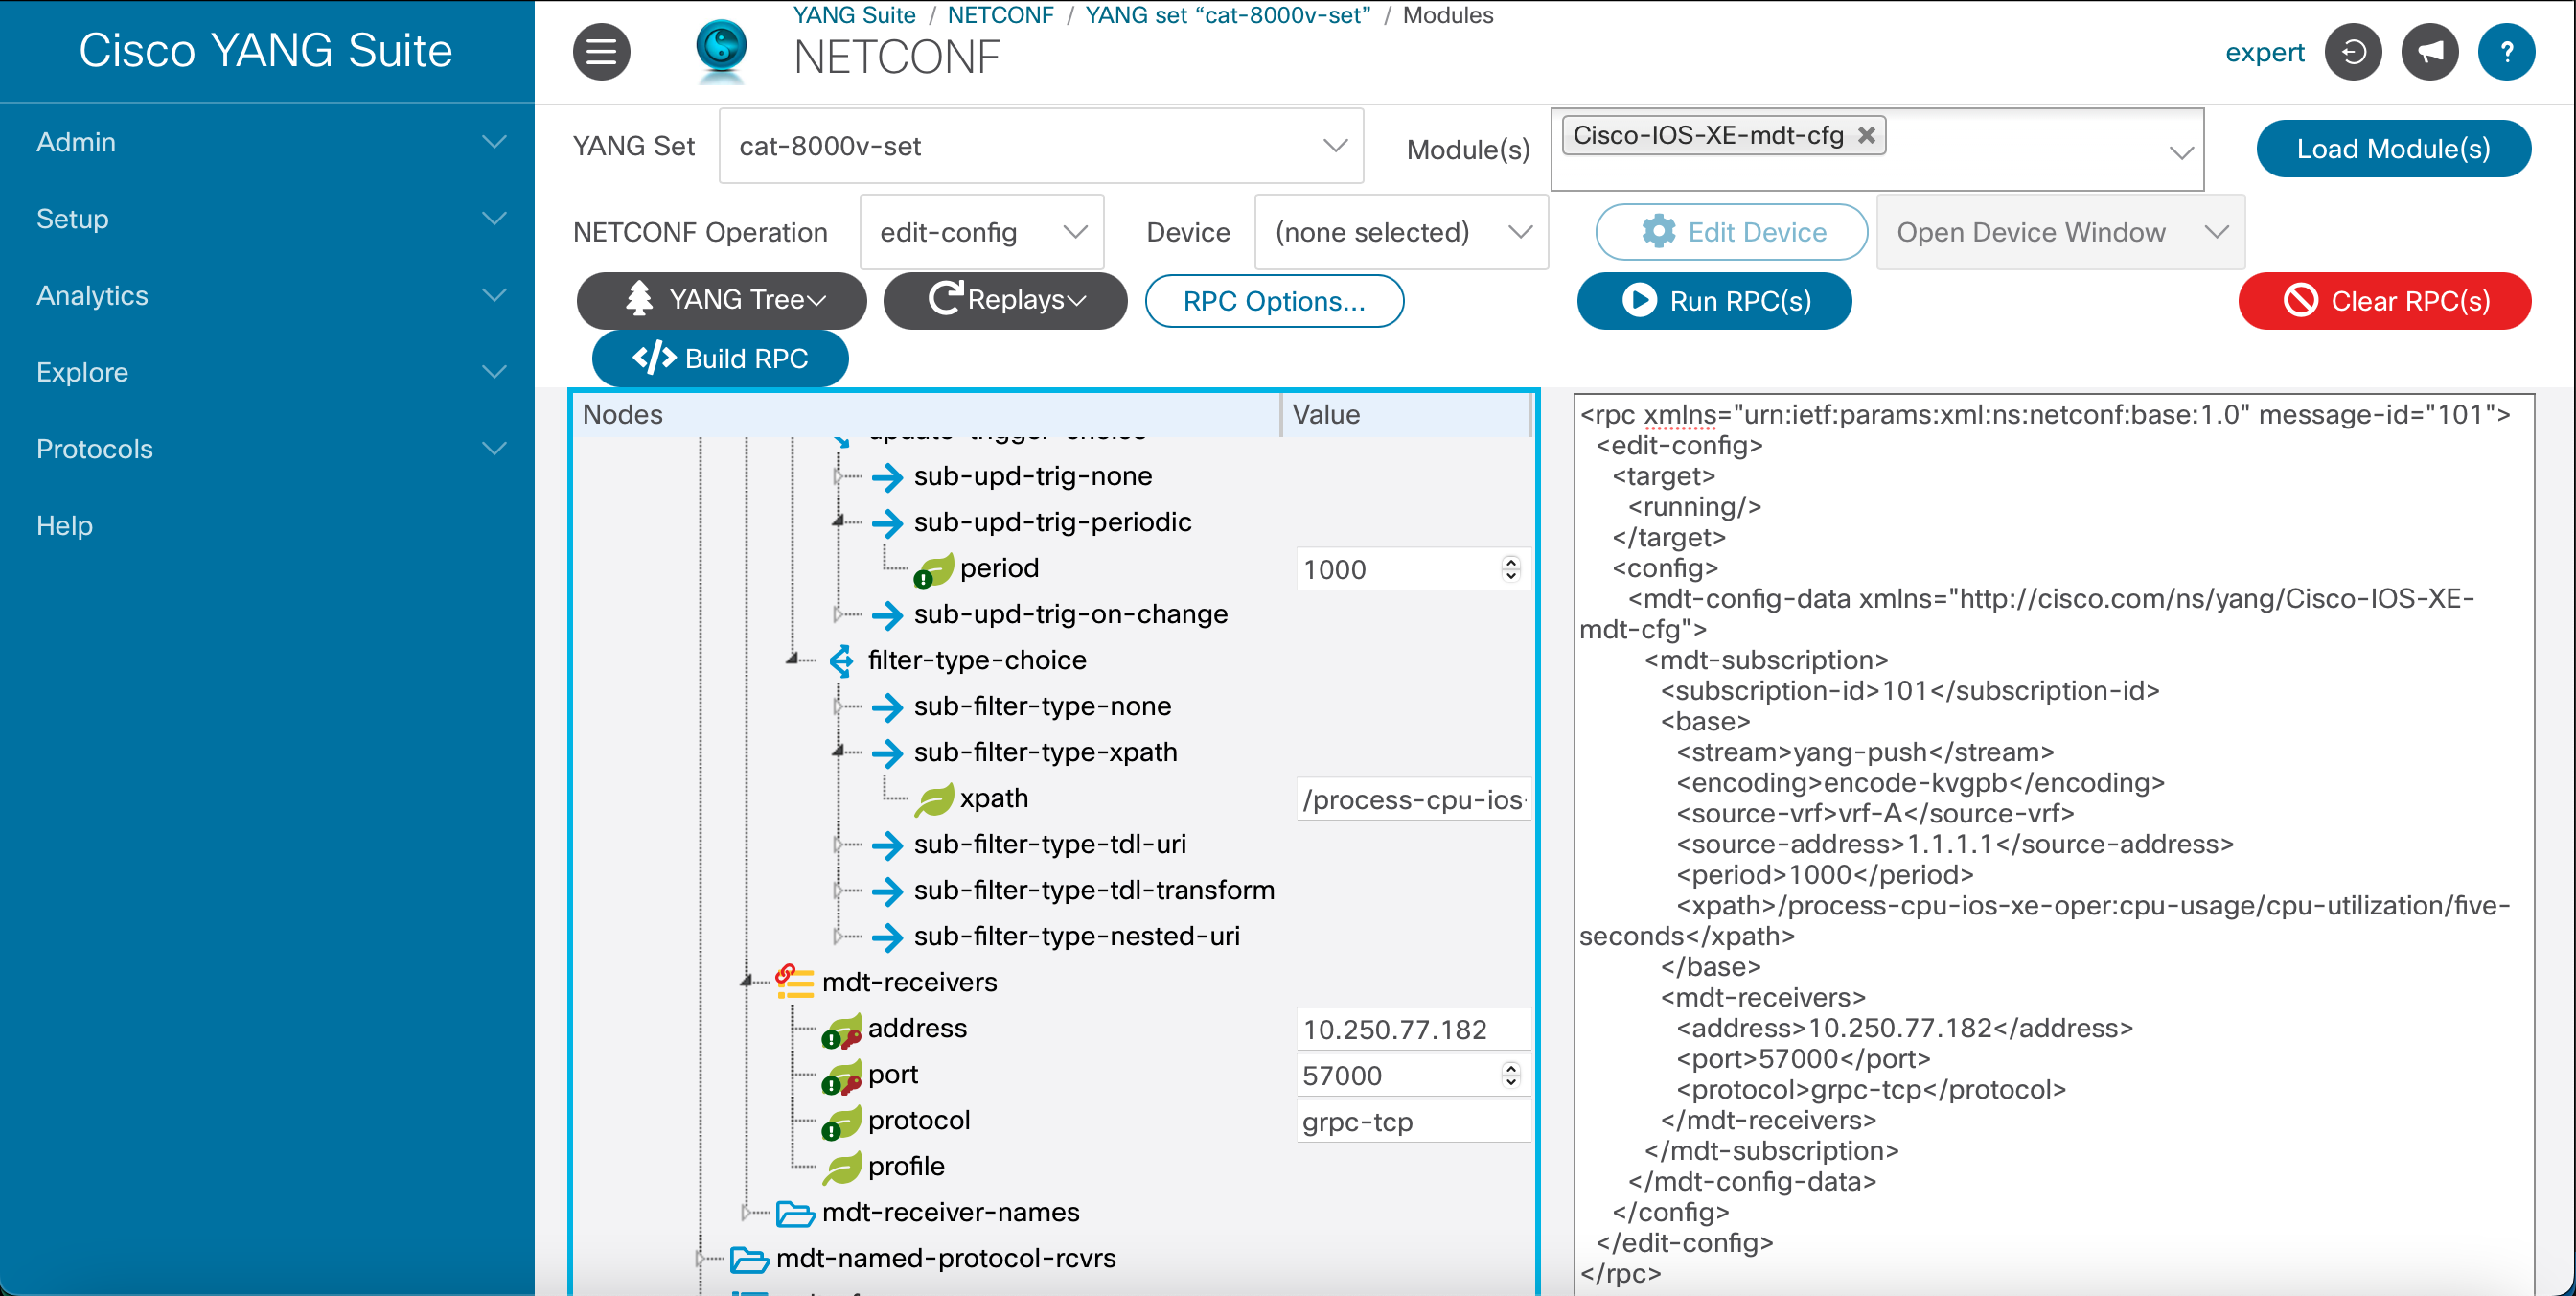 Cisco YANG Suite
Admin
Setup
Analytics
Explore
Protocols
Help
YANG Suite / NETCONF / YANG set “cat-8000v-set” / Modules
NETCONF
expert
?
YANG Set
cat-8000v-set
Module(s)
Cisco-IOS-XE-mdt-cfg
Load Module(s)
NETCONF Operation
edit-config
Device
(none selected)
Edit Device
Open Device Window
YANG Tree
Replays
RPC Options...
Run RPC(s)
Clear RPC(s)
</> Build RPC
Nodes
Value
update-trigger-choice
sub-upd-trig-none
sub-upd-trig-periodic
period
1000
sub-upd-trig-on-change
filter-type-choice
sub-filter-type-none
sub-filter-type-xpath
xpath
/process-cpu-ios-
sub-filter-type-tdl-uri
sub-filter-type-tdl-transform
sub-filter-type-nested-uri
mdt-receivers
address
10.250.77.182
port
57000
protocol
grpc-tcp
profile
mdt-receiver-names
mdt-named-protocol-rcvrs
<rpc xmlns="urn:ietf:params:xml:ns:netconf:base:1.0" message-id="101">
<edit-config>
<target>
<running/>
</target>
<config>
<mdt-config-data xmlns="http://cisco.com/ns/yang/Cisco-IOS-XE-
mdt-cfg">
<mdt-subscription>
<subscription-id>101</subscription-id>
<base>
<stream>yang-push</stream>
<encoding>encode-kvgpb</encoding>
<source-vrf>vrf-A</source-vrf>
<source-address>1.1.1.1</source-address>
<period>1000</period>
<xpath>/process-cpu-ios-xe-oper:cpu-usage/cpu-utilization/five-
seconds</xpath>
</base>
<mdt-receivers>
<address>10.250.77.182</address>
<port>57000</port>
<protocol>grpc-tcp</protocol>
</mdt-receivers>
</mdt-subscription>
</mdt-config-data>
</config>
</edit-config>
</rpc>